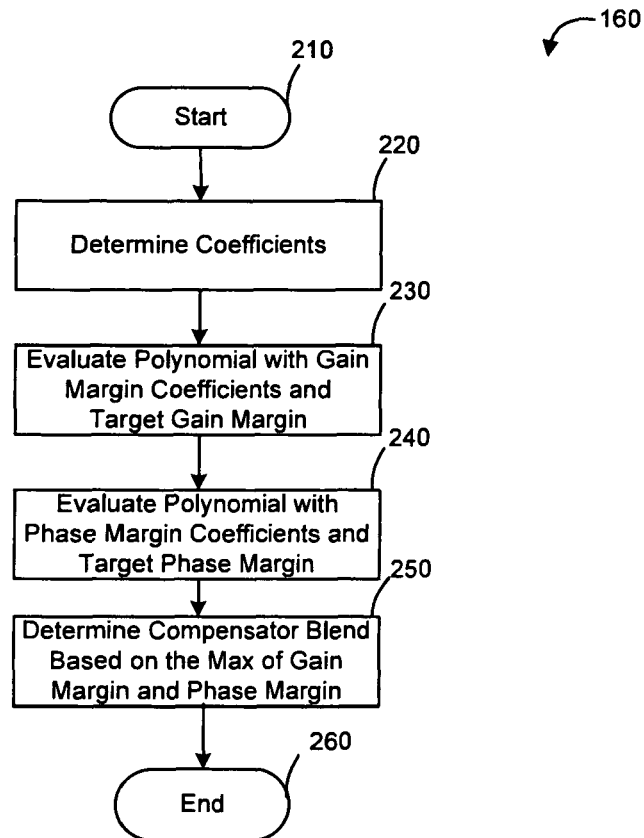 160
210
Start
220
Determine Coefficients
230
Evaluate Polynomial with Gain
Margin Coefficients and
Target Gain Margin
240
Evaluate Polynomial with
Phase Margin Coefficients and
Target Phase Margin
250
Determine Compensator Blend
Based on the Max of Gain
Margin and Phase Margin
260
End